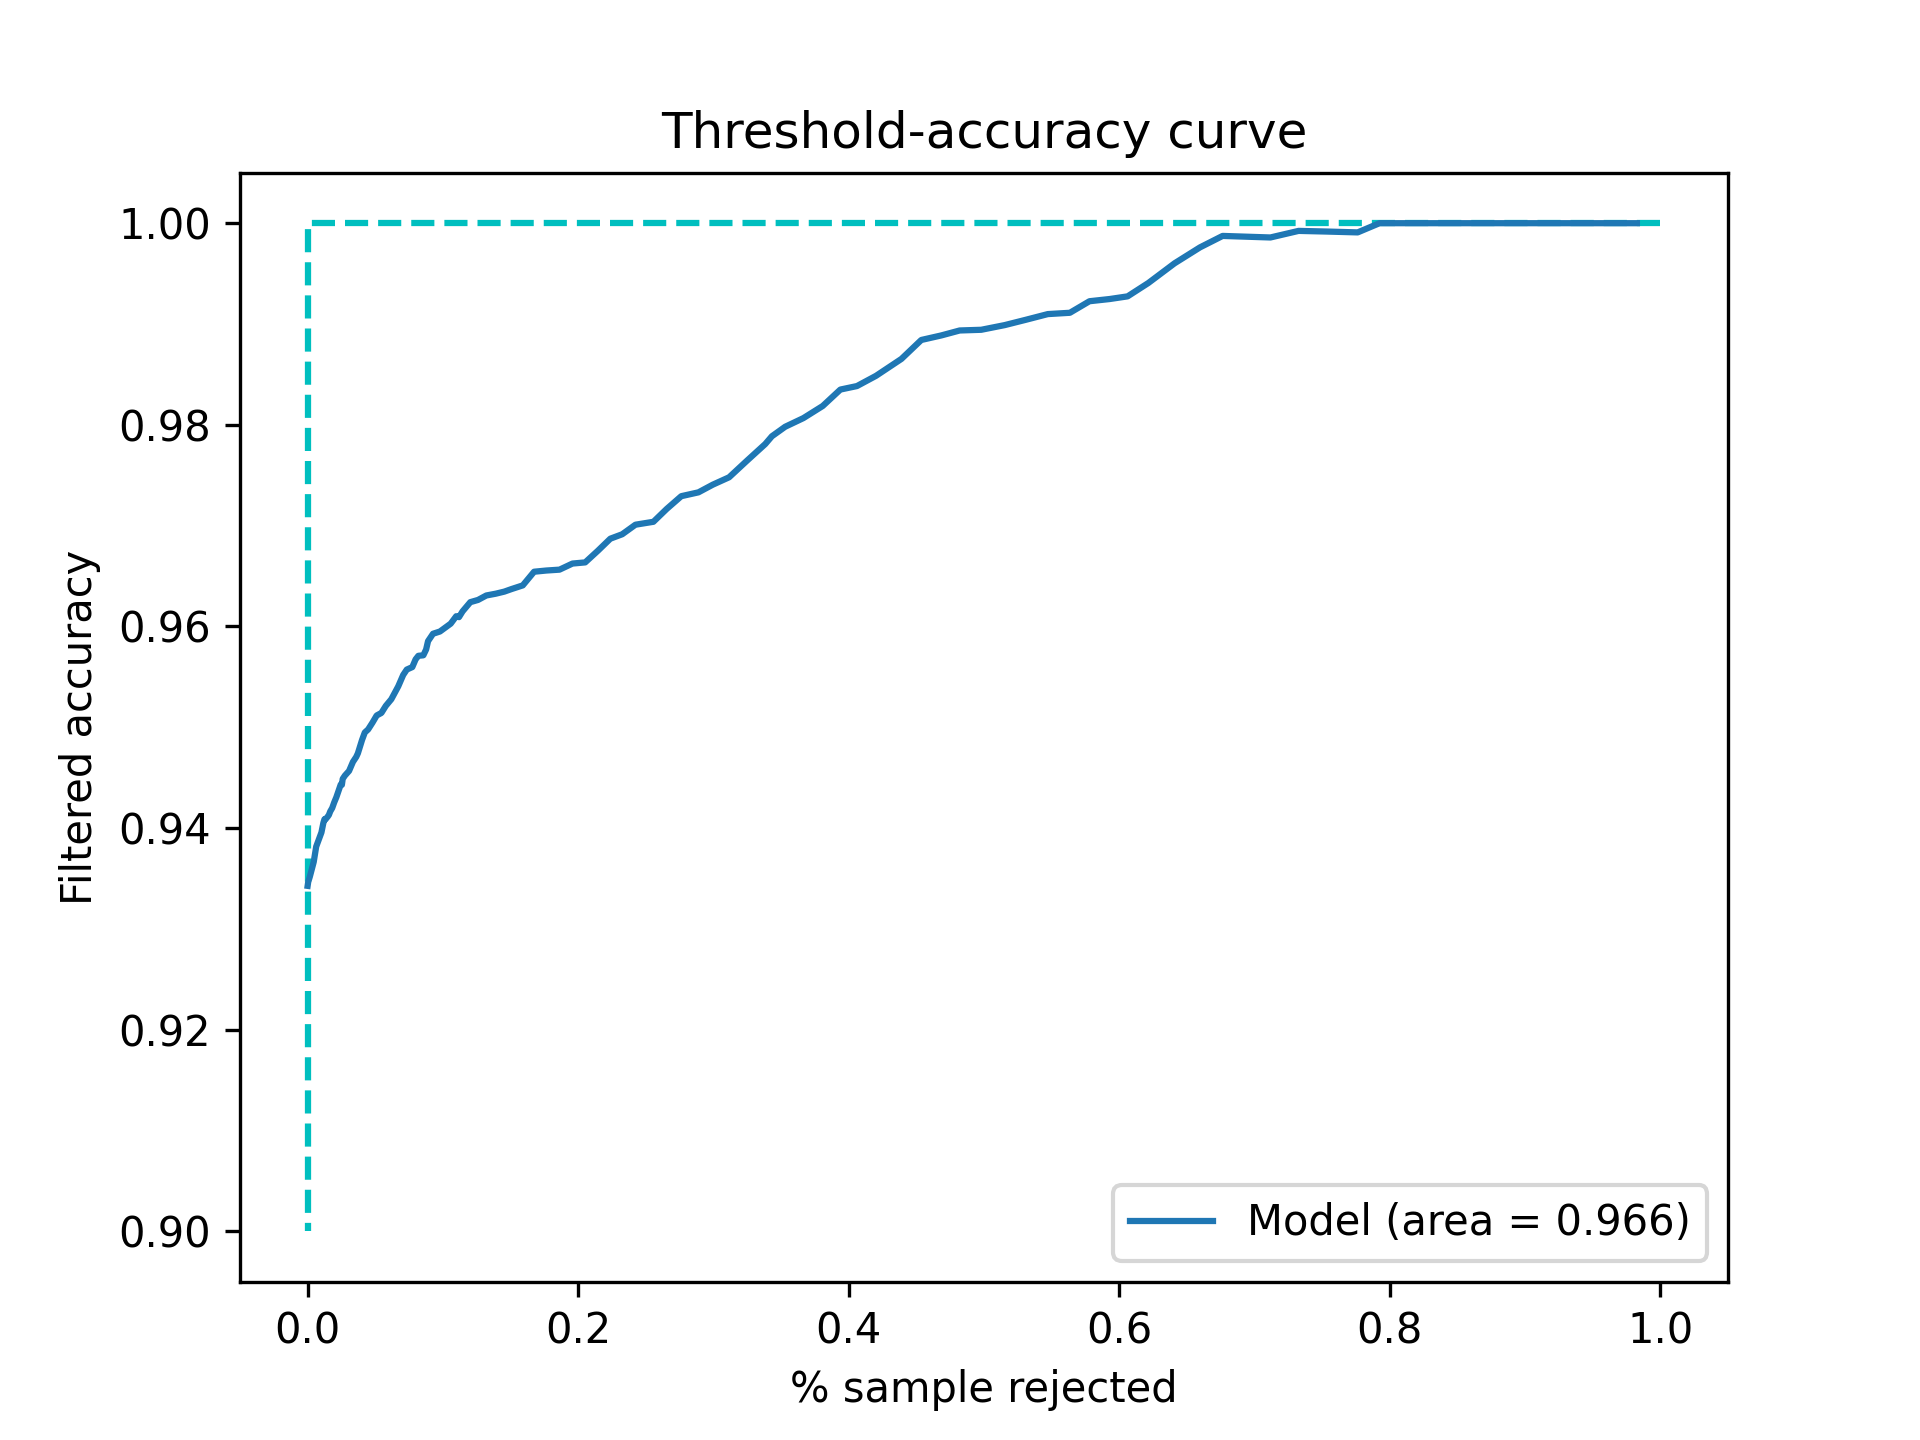 Threshold-accuracy curve
1.00
0.98
0.96
0.94
0.92
0.90
Filtered accuracy
Model (area = 0.966)
0.0 0.2 0.4 0.6 0.8 1.0
% sample rejected